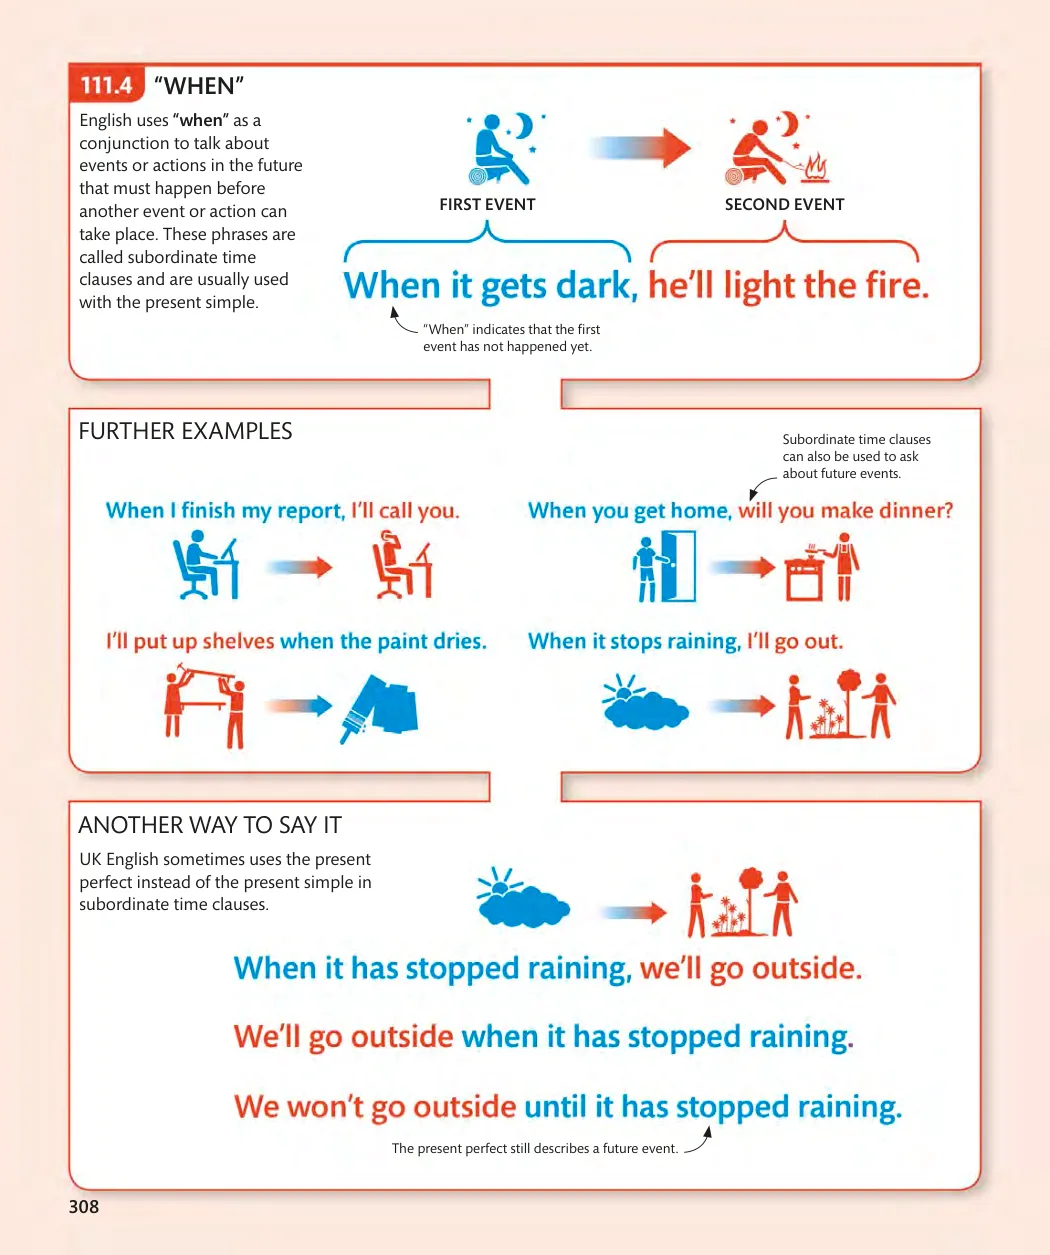 111.4 “WHEN”
English uses “when” as a
conjunction to talk about
events or actions in the future
that must happen before
another event or action can
take place. These phrases are
called subordinate time
clauses and are usually used
with the present simple.
FIRST EVENT
SECOND EVENT
When it gets dark, he’ll light the fire.
“When” indicates that the first
event has not happened yet.
FURTHER EXAMPLES
Subordinate time clauses
can also be used to ask
about future events.
When I finish my report, I’ll call you.
When you get home, will you make dinner?
I’ll put up shelves when the paint dries.
When it stops raining, I’ll go out.
ANOTHER WAY TO SAY IT
UK English sometimes uses the present
perfect instead of the present simple in
subordinate time clauses.
When it has stopped raining, we’ll go outside.
We’ll go outside when it has stopped raining.
We won’t go outside until it has stopped raining.
The present perfect still describes a future event.
308